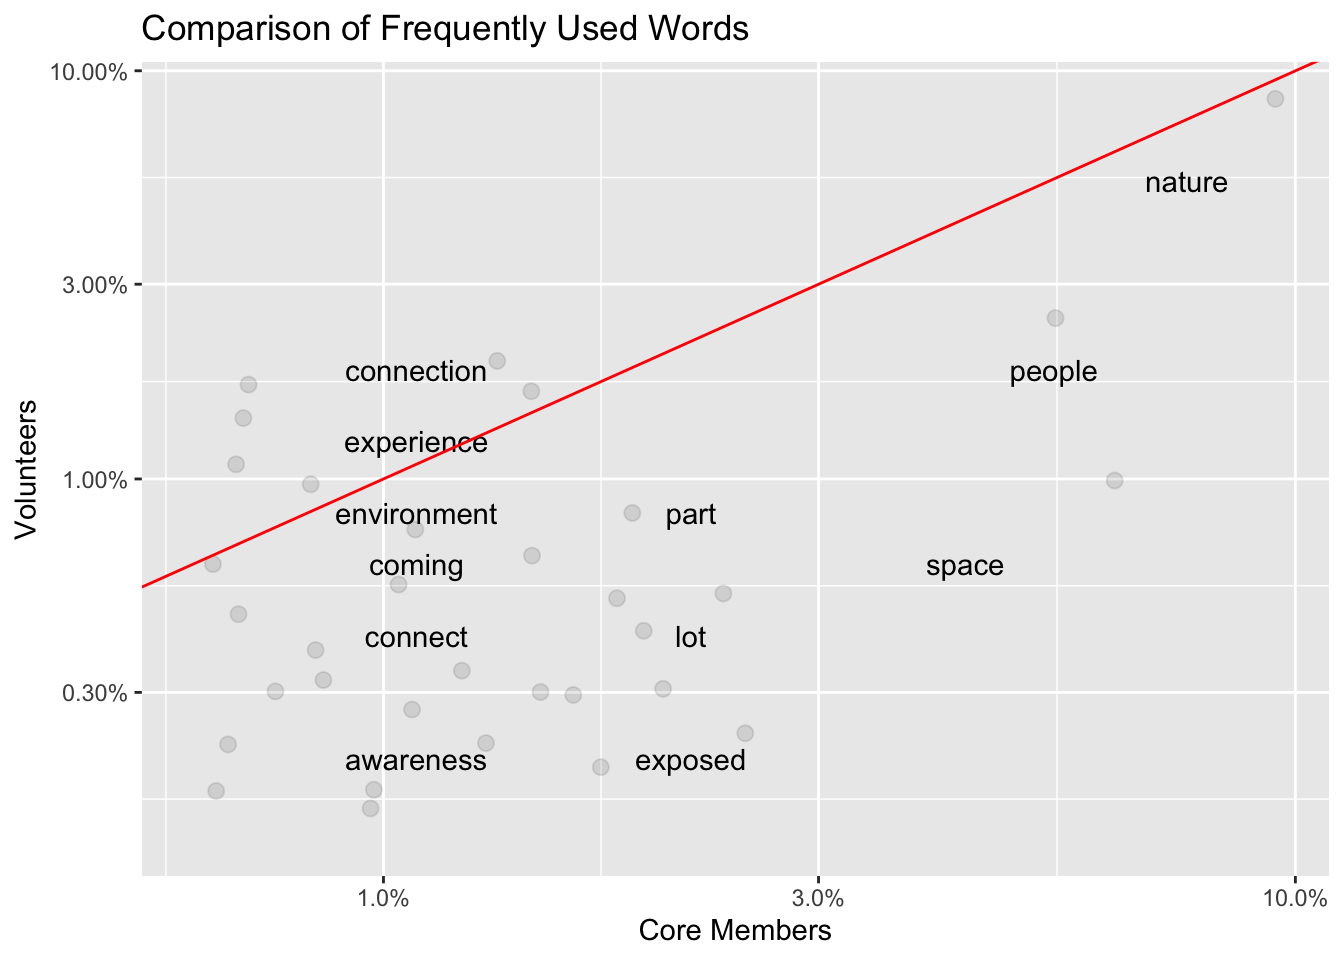 Comparison of Frequently Used Words
10.00%
nature
3.00%
connection
people
experience
1.00%
environment
part
coming
space
connect
lot
0.30%
awareness
exposed
Volunteers
1.0%
3.0%
10.0%
Core Members